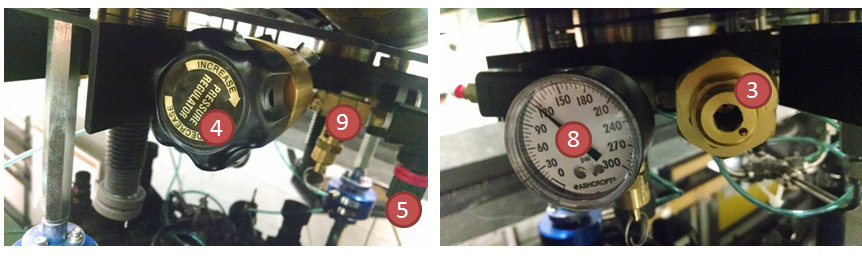 INCREASE
PRESSURE
REGULATOR
DECREASE
4
9
5
0
30
60
90
120
150
180
210
240
270
300
psi
ASHCROFT
8
3